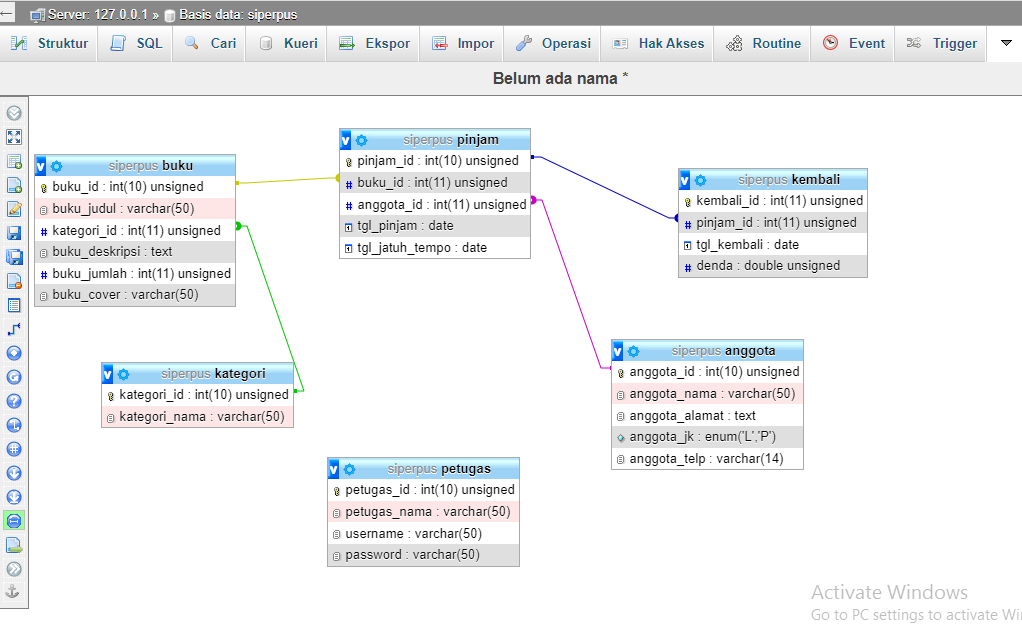 Server: 127.0.0.1 » Basis data: siperpus
Struktur SQL Cari Kueri Ekspor Impor Operasi Hak Akses Routine Event Trigger
Belum ada nama *
siperpus buku
buku_id : int(10) unsigned
buku_judul : varchar(50)
kategori_id : int(11) unsigned
buku_deskripsi : text
buku_jumlah : int(11) unsigned
buku_cover : varchar(50)
siperpus pinjam
pinjam_id : int(10) unsigned
buku_id : int(11) unsigned
anggota_id : int(11) unsigned
tgl_pinjam : date
tgl_jatuh_tempo : date
siperpus kembali
kembali_id : int(11) unsigned
pinjam_id : int(11) unsigned
tgl_kembali : date
denda : double unsigned
siperpus kategori
kategori_id : int(10) unsigned
kategori_nama : varchar(50)
siperpus anggota
anggota_id : int(10) unsigned
anggota_nama : varchar(50)
anggota_alamat : text
anggota_jk : enum('L','P')
anggota_telp : varchar(14)
siperpus petugas
petugas_id : int(10) unsigned
petugas_nama : varchar(50)
username : varchar(50)
password : varchar(50)
Activate Windows
Go to PC settings to activate Wi